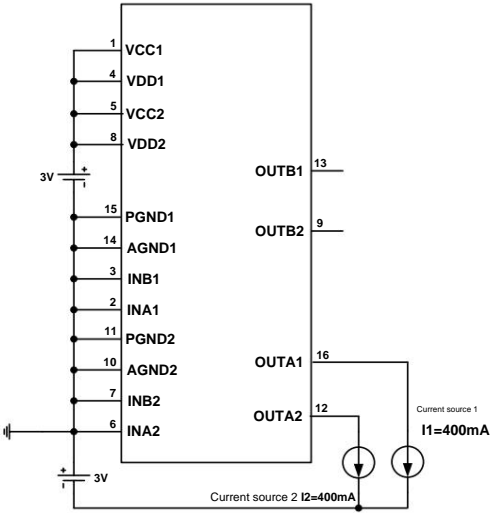 1 VCC1
4 VDD1
5 VCC2
8 VDD2
+
3V
-
OUTB1 13
OUTB2 9
15 PGND1
14 AGND1
3 INB1
2 INA1
11 PGND2
10 AGND2
7 INB2
6 INA2
OUTA1 16
OUTA2 12
Current source 1
I1=400mA
+
3V
-
Current source 2 I2=400mA